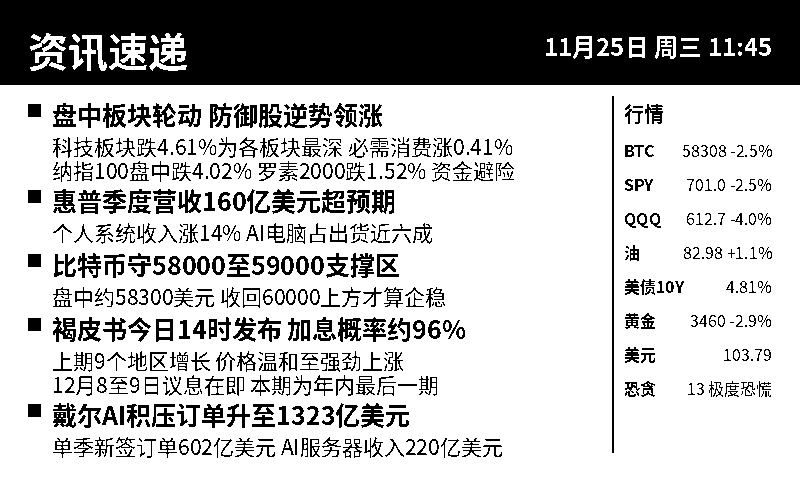 资讯速递
11月25日 周三 11:45
盘中板块轮动 防御股逆势领涨
科技板块跌4.61%为各板块最深 必需消费涨0.41%
纳指100盘中跌4.02% 罗素2000跌1.52% 资金避险
惠普季度营收160亿美元超预期
个人系统收入涨14% AI电脑占出货近六成
比特币守58000至59000支撑区
盘中约58300美元 收回60000上方才算企稳
褐皮书今日14时发布 加息概率约96%
上期9个地区增长 价格温和至强劲上涨
12月8至9日议息在即 本期为年内最后一期
戴尔AI积压订单升至1323亿美元
单季新签订单602亿美元 AI服务器收入220亿美元
行情
BTC 58308 -2.5%
SPY 701.0 -2.5%
QQQ 612.7 -4.0%
油 82.98 +1.1%
美债10Y 4.81%
黄金 3460 -2.9%
美元 103.79
恐贪 13 极度恐慌